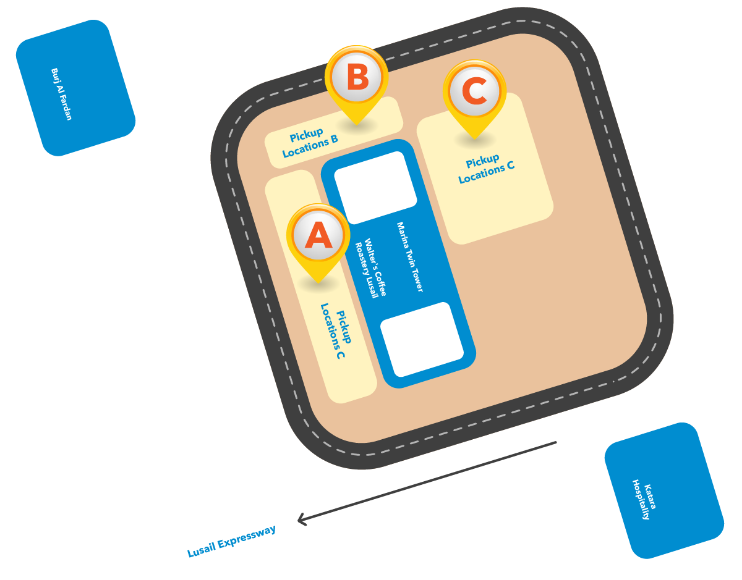 Burj Al Fardan
B
C
Pickup
Locations B
Pickup
Locations C
A
Walter's Coffee
Roastery Lusail
Marina Twin Tower
Pickup
Locations C
Katara
Hospitality
Lusail Expressway